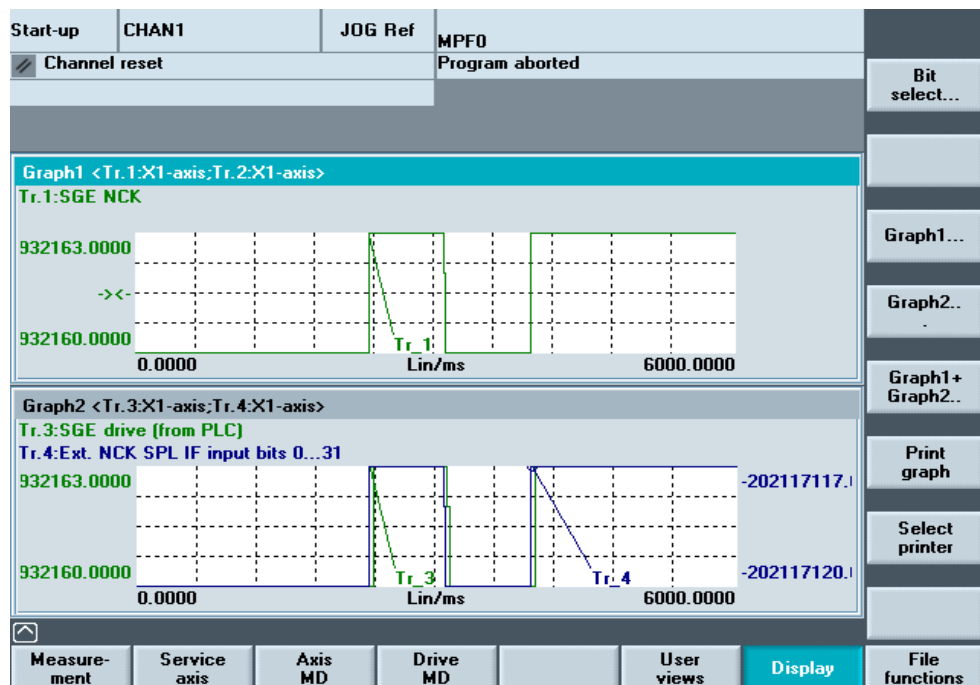 Start-up
CHAN1
JOG Ref
MPF0
Channel reset
Program aborted
Bit
select...
Graph1 <Tr.1:X1-axis;Tr.2:X1-axis>
Tr.1:SGE NCK
932163.0000
-><-
932160.0000
Tr_1
0.0000
Lin/ms
6000.0000
Graph2 <Tr.3:X1-axis;Tr.4:X1-axis>
Tr.3:SGE drive (from PLC)
Tr.4:Ext. NCK SPL IF input bits 0...31
932163.0000
-202117117.
932160.0000
Tr_3
Tr_4
-202117120.
0.0000
Lin/ms
6000.0000
Graph1...
Graph2..
.
Graph1+
Graph2..
Print
graph
Select
printer
Measure-
ment
Service
axis
Axis
MD
Drive
MD
User
views
Display
File
functions